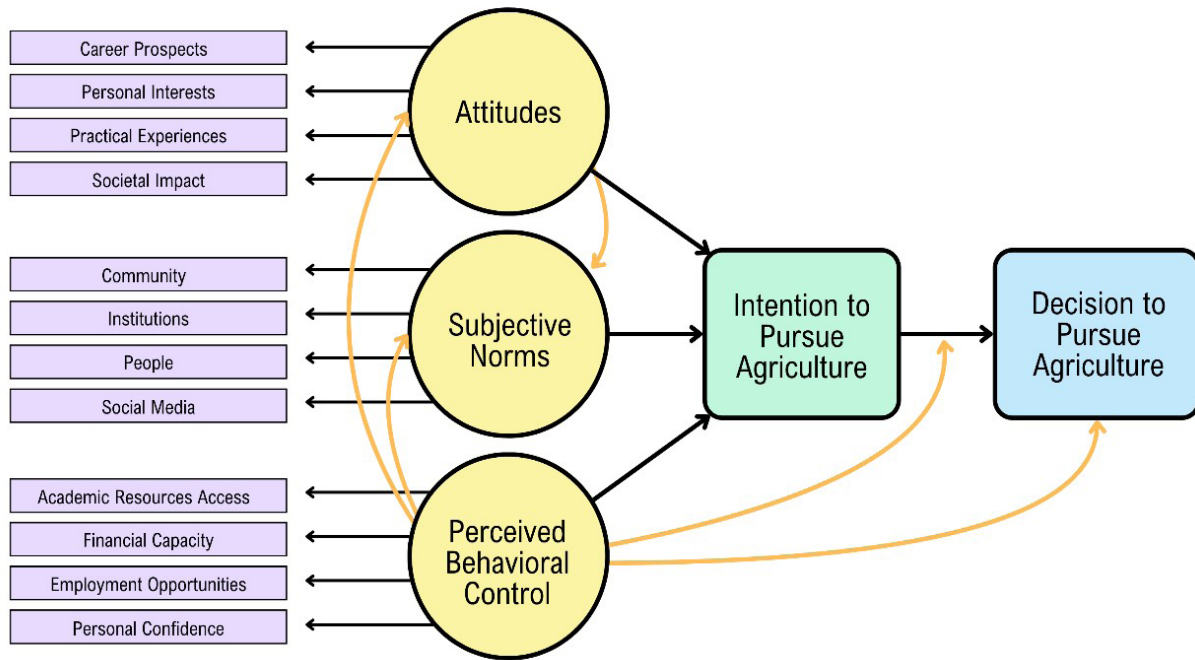 Career Prospects
Personal Interests
Practical Experiences
Societal Impact
Attitudes
Community
Institutions
People
Social Media
Subjective
Norms
Academic Resources Access
Financial Capacity
Employment Opportunities
Personal Confidence
Perceived
Behavioral
Control
Intention to
Pursue
Agriculture
Decision to
Pursue
Agriculture